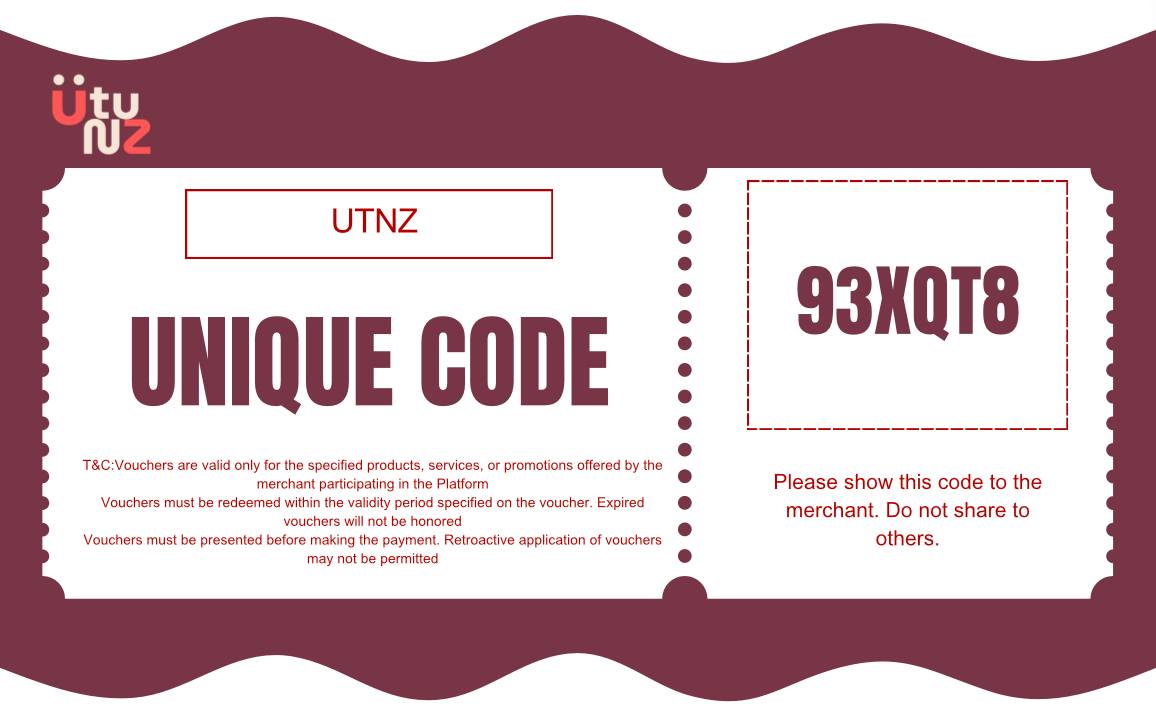 Ütu
NZ
UTNZ
UNIQUE CODE
T&C:Vouchers are valid only for the specified products, services, or promotions offered by the
merchant participating in the Platform
Vouchers must be redeemed within the validity period specified on the voucher. Expired
vouchers will not be honored
Vouchers must be presented before making the payment. Retroactive application of vouchers
may not be permitted
93XQT8
Please show this code to the
merchant. Do not share to
others.